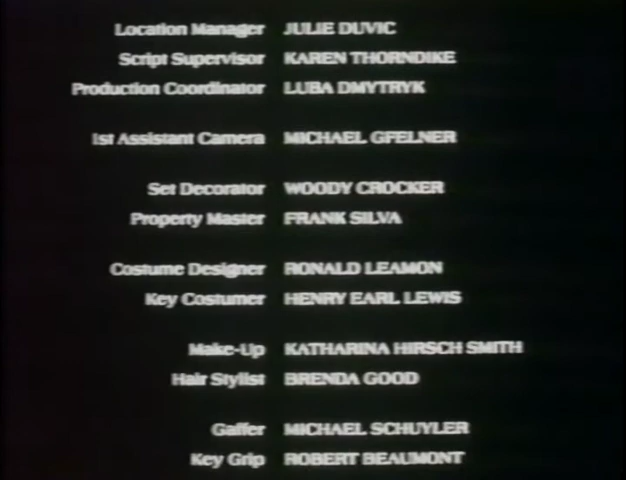 Location Manager JULIE DUVIC
Script Supervisor KAREN THORNDIKE
Production Coordinator LUBA DMYTRYK
1st Assistant Camera MICHAEL GFELNER
Set Decorator WOODY CROCKER
Property Master FRANK SILVA
Costume Designer RONALD LEAMON
Key Costumer HENRY EARL LEWIS
Make-Up KATHARINA HIRSCH SMITH
Hair Stylist BRENDA GOOD
Gaffer MICHAEL SCHUYLER
Key Grip ROBERT BEAUMONT